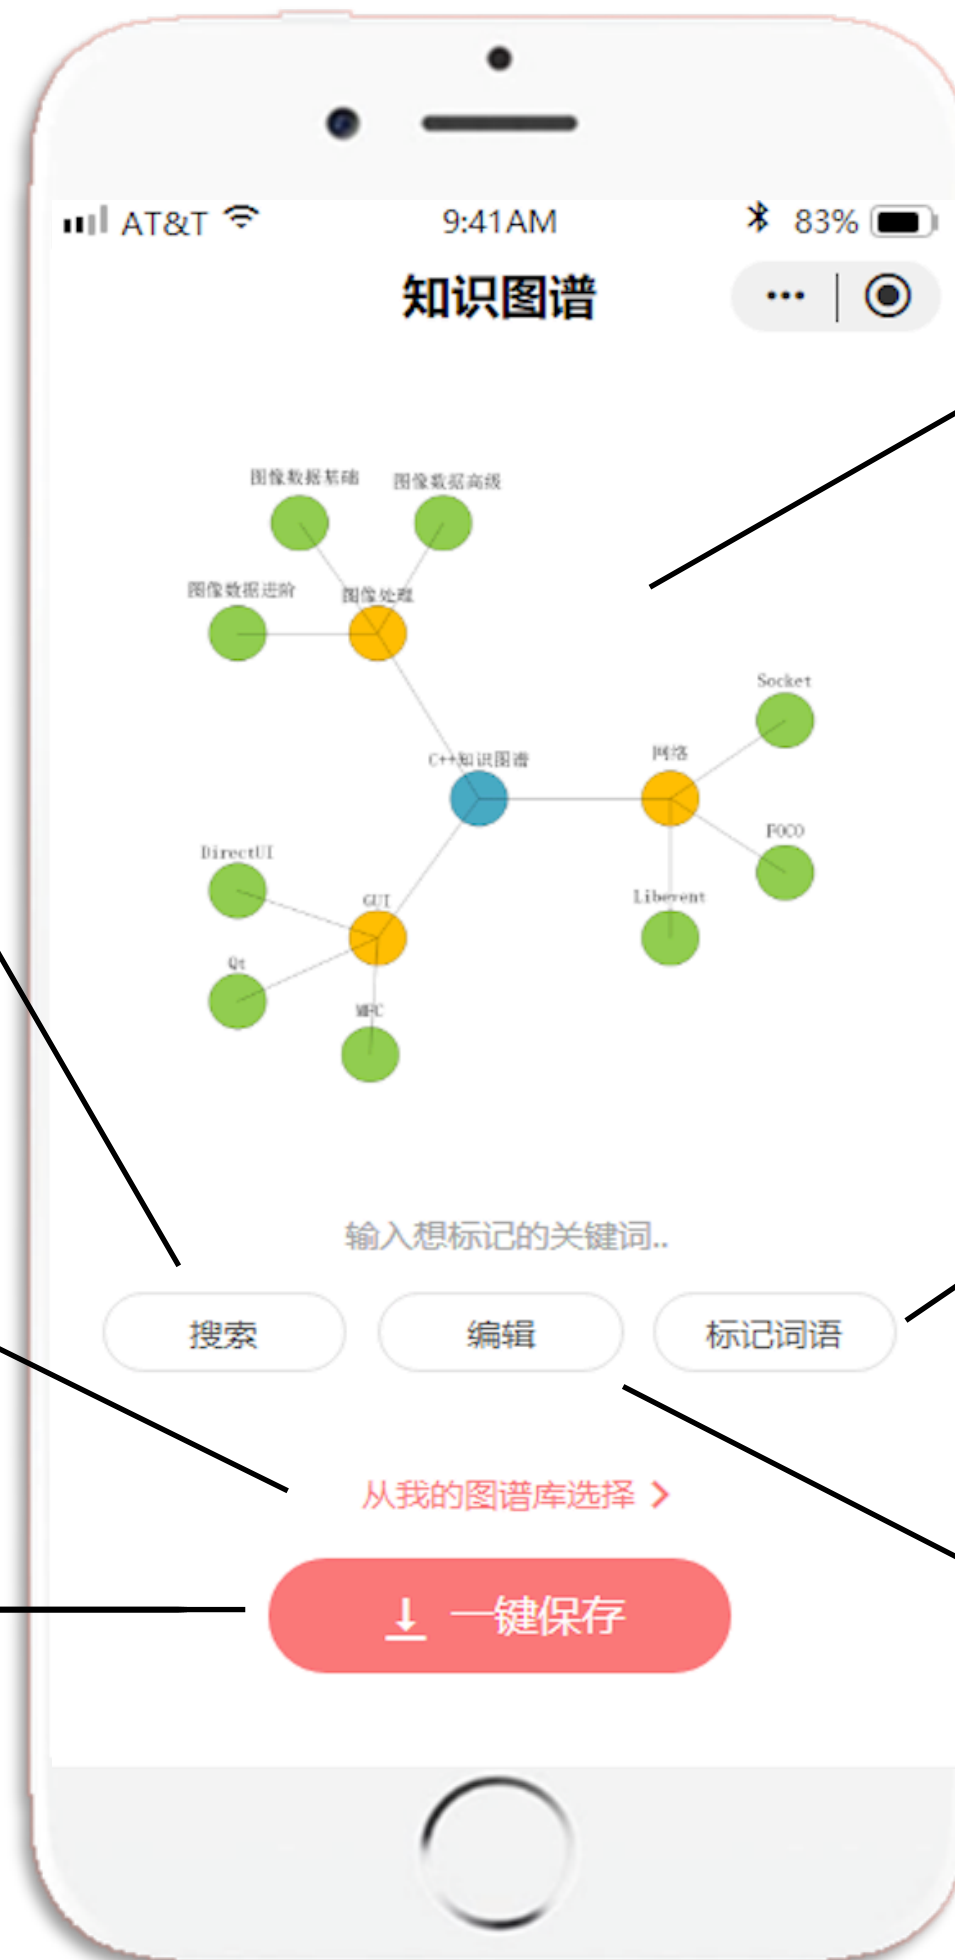 AT&T 9:41AM 83%
知识图谱
图像数据基础 图像数据高级
图像数据进阶 图像处理
Socket
网络
C++知识图谱
POCO
DirectUI
Libevent
GUI
Qt
MFC
输入想标记的关键词..
搜索 编辑 标记词语
从我的图谱库选择 >
一键保存